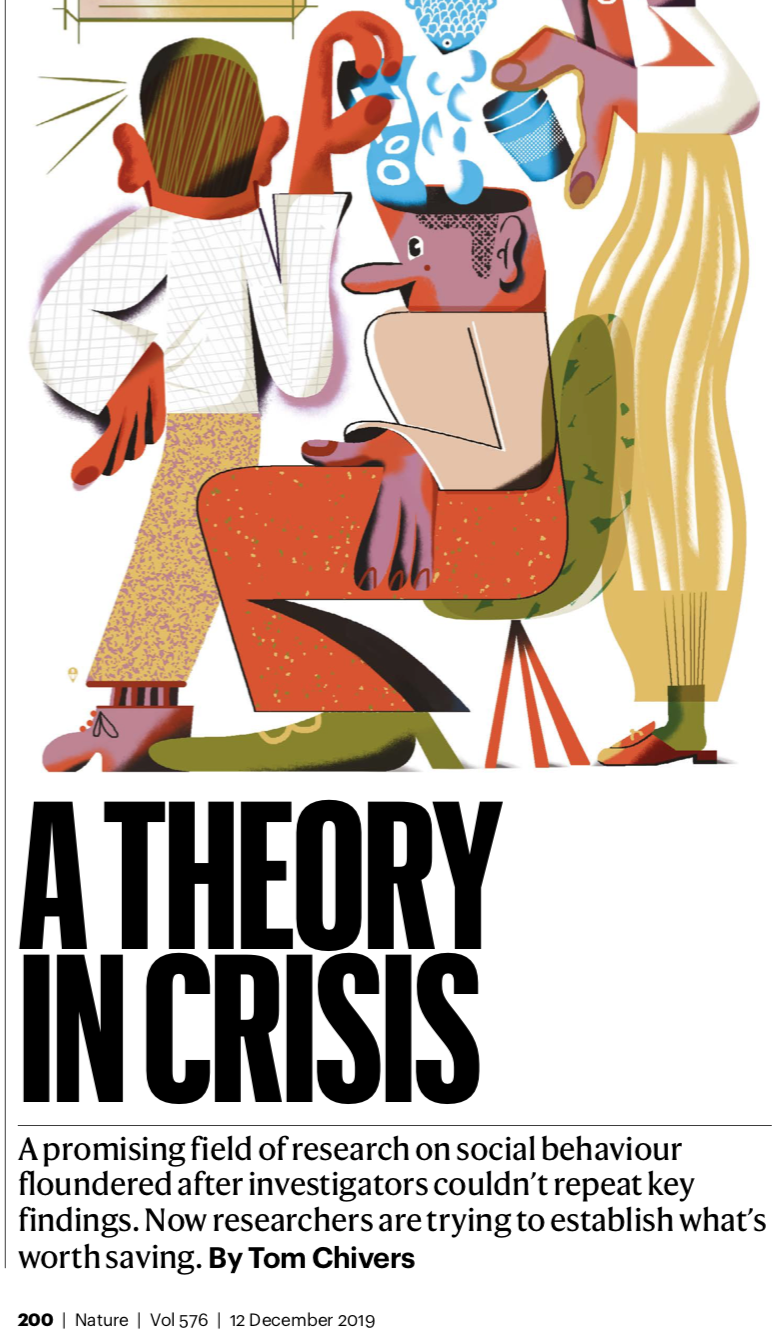 A THEORY
IN CRISIS
A promising field of research on social behaviour
floundered after investigators couldn’t repeat key
findings. Now researchers are trying to establish what’s
worth saving. By Tom Chivers
200 | Nature | Vol 576 | 12 December 2019